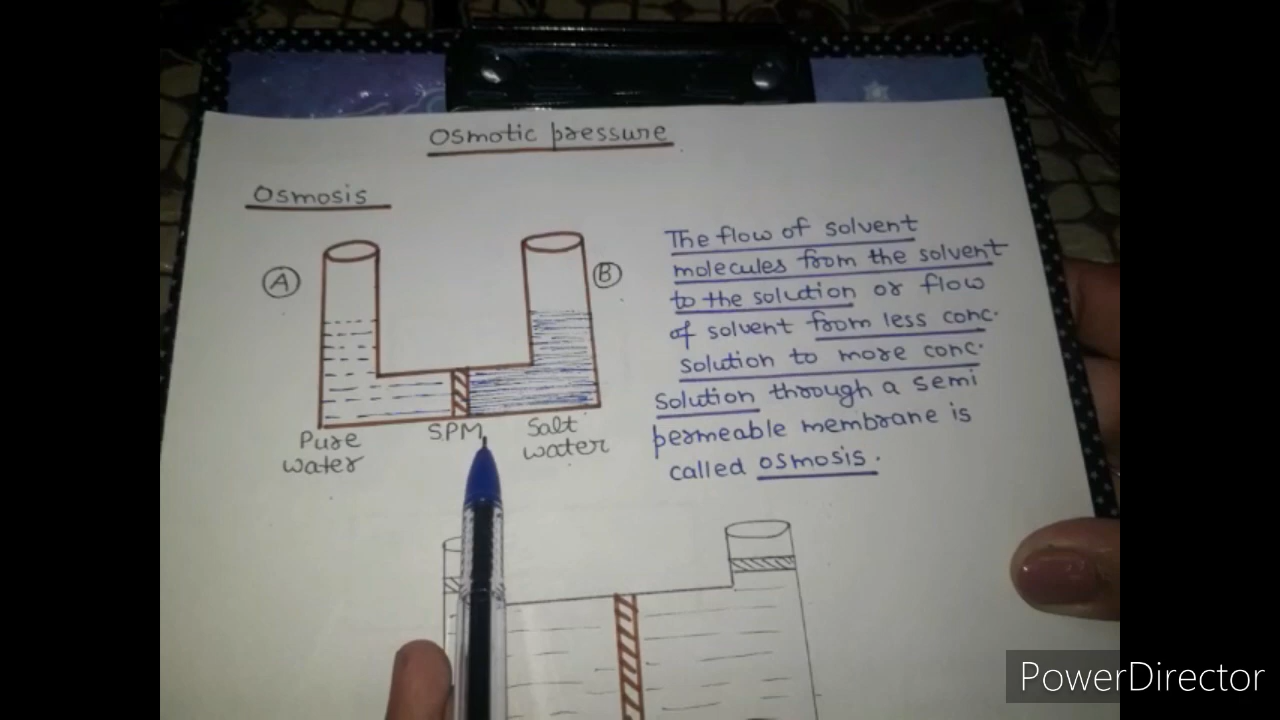 Osmotic pressure
Osmosis
A
B
Pure
water
SPM
Salt
water
The flow of solvent
molecules from the solvent
to the solution or flow
of solvent from less conc.
solution to more conc.
solution through a semi
permeable membrane is
called osmosis.
PowerDirector